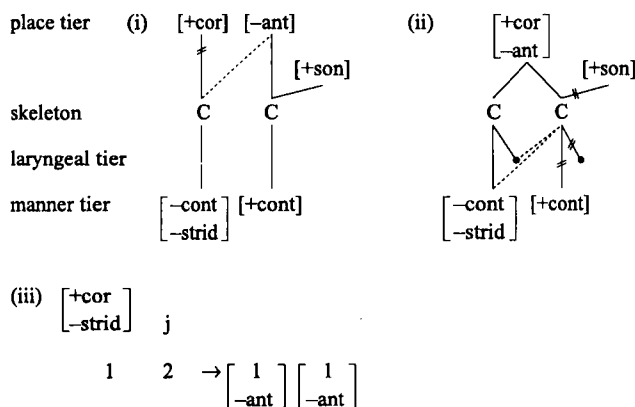 place tier (i) [+cor] [–ant] (ii) [+cor –ant]
[+son] [+son]
skeleton C C C C
laryngeal tier
manner tier [–cont –strid] [+cont] [–cont –strid] [+cont]
(iii) [+cor –strid] j
1 2 → [1 –ant] [1 –ant]